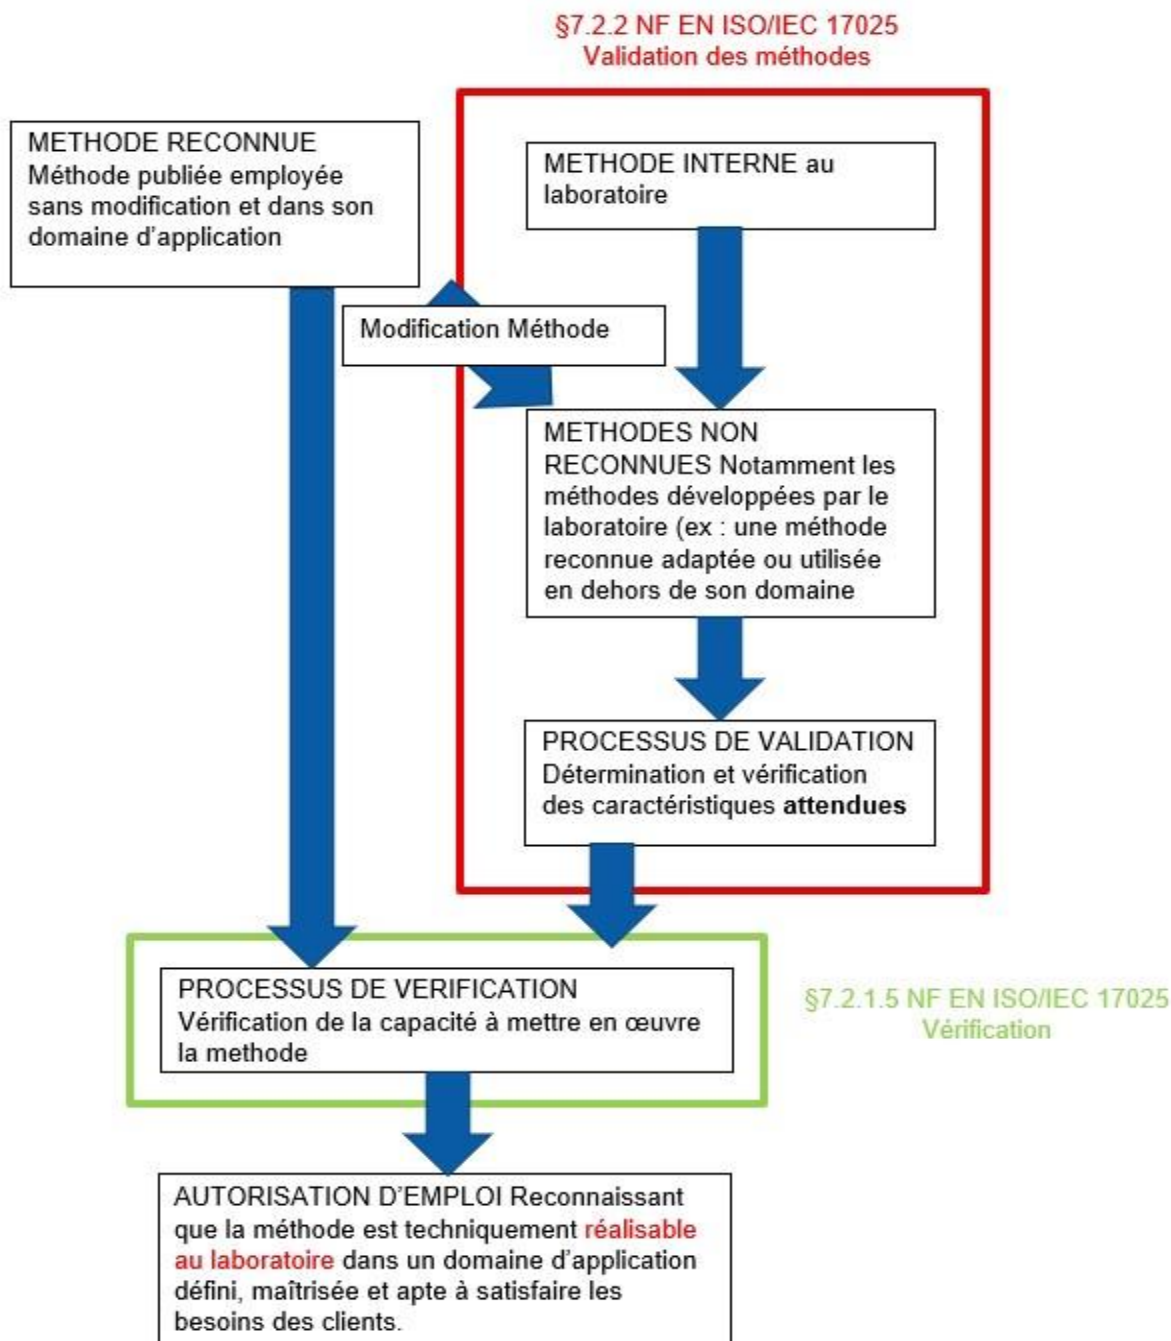 §7.2.2 NF EN ISO/IEC 17025
Validation des méthodes
METHODE RECONNUE
Méthode publiée employée
sans modification et dans son
domaine d'application
METHODE INTERNE au
laboratoire
Modification Méthode
METHODES NON
RECONNUES Notamment les
méthodes développées par le
laboratoire (ex : une méthode
reconnue adaptée ou utilisée
en dehors de son domaine
PROCESSUS DE VALIDATION
Détermination et vérification
des caractéristiques attendues
PROCESSUS DE VERIFICATION
Vérification de la capacité à mettre en œuvre
la methode
§7.2.1.5 NF EN ISO/IEC 17025
Vérification
AUTORISATION D'EMPLOI Reconnaissant
que la méthode est techniquement réalisable
au laboratoire dans un domaine d'application
défini, maîtrisée et apte à satisfaire les
besoins des clients.